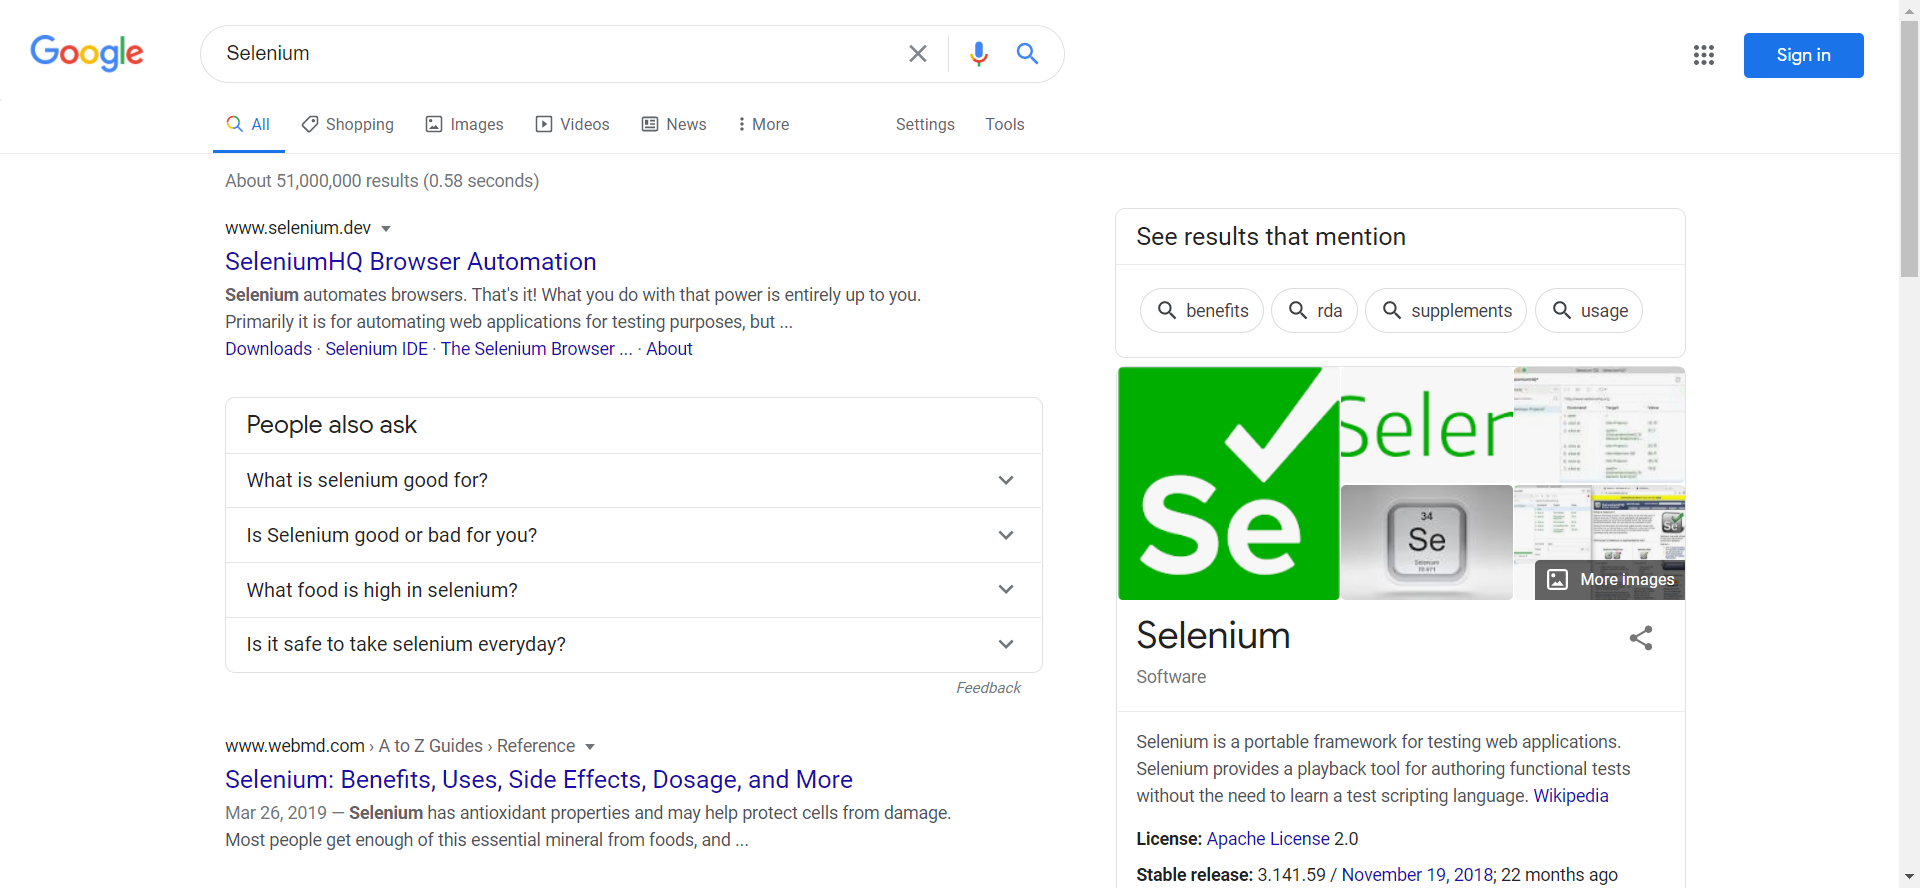 Google
Selenium
Sign in
All
Shopping
Images
Videos
News
More
Settings
Tools
About 51,000,000 results (0.58 seconds)
www.selenium.dev
SeleniumHQ Browser Automation
Selenium automates browsers. That's it! What you do with that power is entirely up to you.
Primarily it is for automating web applications for testing purposes, but ...
Downloads · Selenium IDE · The Selenium Browser ... · About
People also ask
What is selenium good for?
Is Selenium good or bad for you?
What food is high in selenium?
Is it safe to take selenium everyday?
Feedback
www.webmd.com › A to Z Guides › Reference
Selenium: Benefits, Uses, Side Effects, Dosage, and More
Mar 26, 2019 — Selenium has antioxidant properties and may help protect cells from damage.
Most people get enough of this essential mineral from foods, and ...
See results that mention
benefits
rda
supplements
usage
Se
Selen
34
Se
Selenium
Se
More images
Selenium
Software
Selenium is a portable framework for testing web applications.
Selenium provides a playback tool for authoring functional tests
without the need to learn a test scripting language. Wikipedia
License: Apache License 2.0
Stable release: 3.141.59 / November 19, 2018; 22 months ago